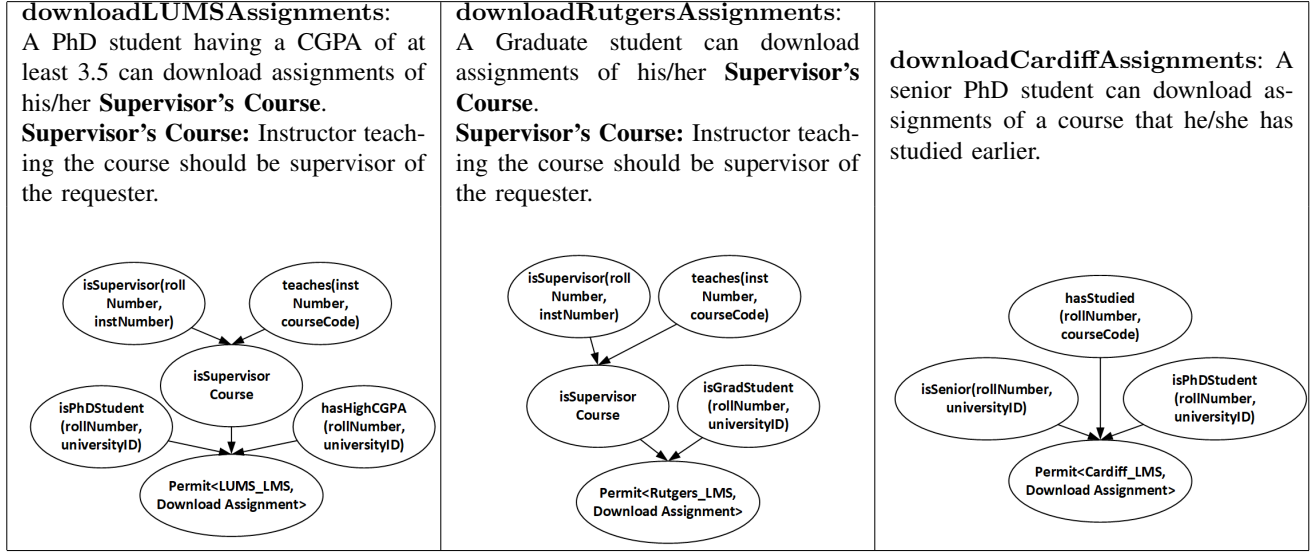 downloadLUMSAssignments:
A PhD student having a CGPA of at
least 3.5 can download assignments of
his/her Supervisor's Course.
Supervisor's Course: Instructor teach-
ing the course should be supervisor of
the requester.
isSupervisor(roll
Number,
instNumber)
teaches(inst
Number,
courseCode)
isSupervisor
Course
isPhDStudent
(rollNumber,
universityID)
hasHighCGPA
(rollNumber,
universityID)
Permit<LUMS_LMS,
Download Assignment>
downloadRutgersAssignments:
A Graduate student can download
assignments of his/her Supervisor's
Course.
Supervisor's Course: Instructor teach-
ing the course should be supervisor of
the requester.
isSupervisor(roll
Number,
instNumber)
teaches(inst
Number,
courseCode)
isSupervisor
Course
isGradStudent
(rollNumber,
universityID)
Permit<Rutgers_LMS,
Download Assignment>
downloadCardiffAssignments: A
senior PhD student can download as-
signments of a course that he/she has
studied earlier.
hasStudied
(rollNumber,
courseCode)
isSenior(rollNumber,
universityID)
isPhDStudent
(rollNumber,
universityID)
Permit<Cardiff_LMS,
Download Assignment>